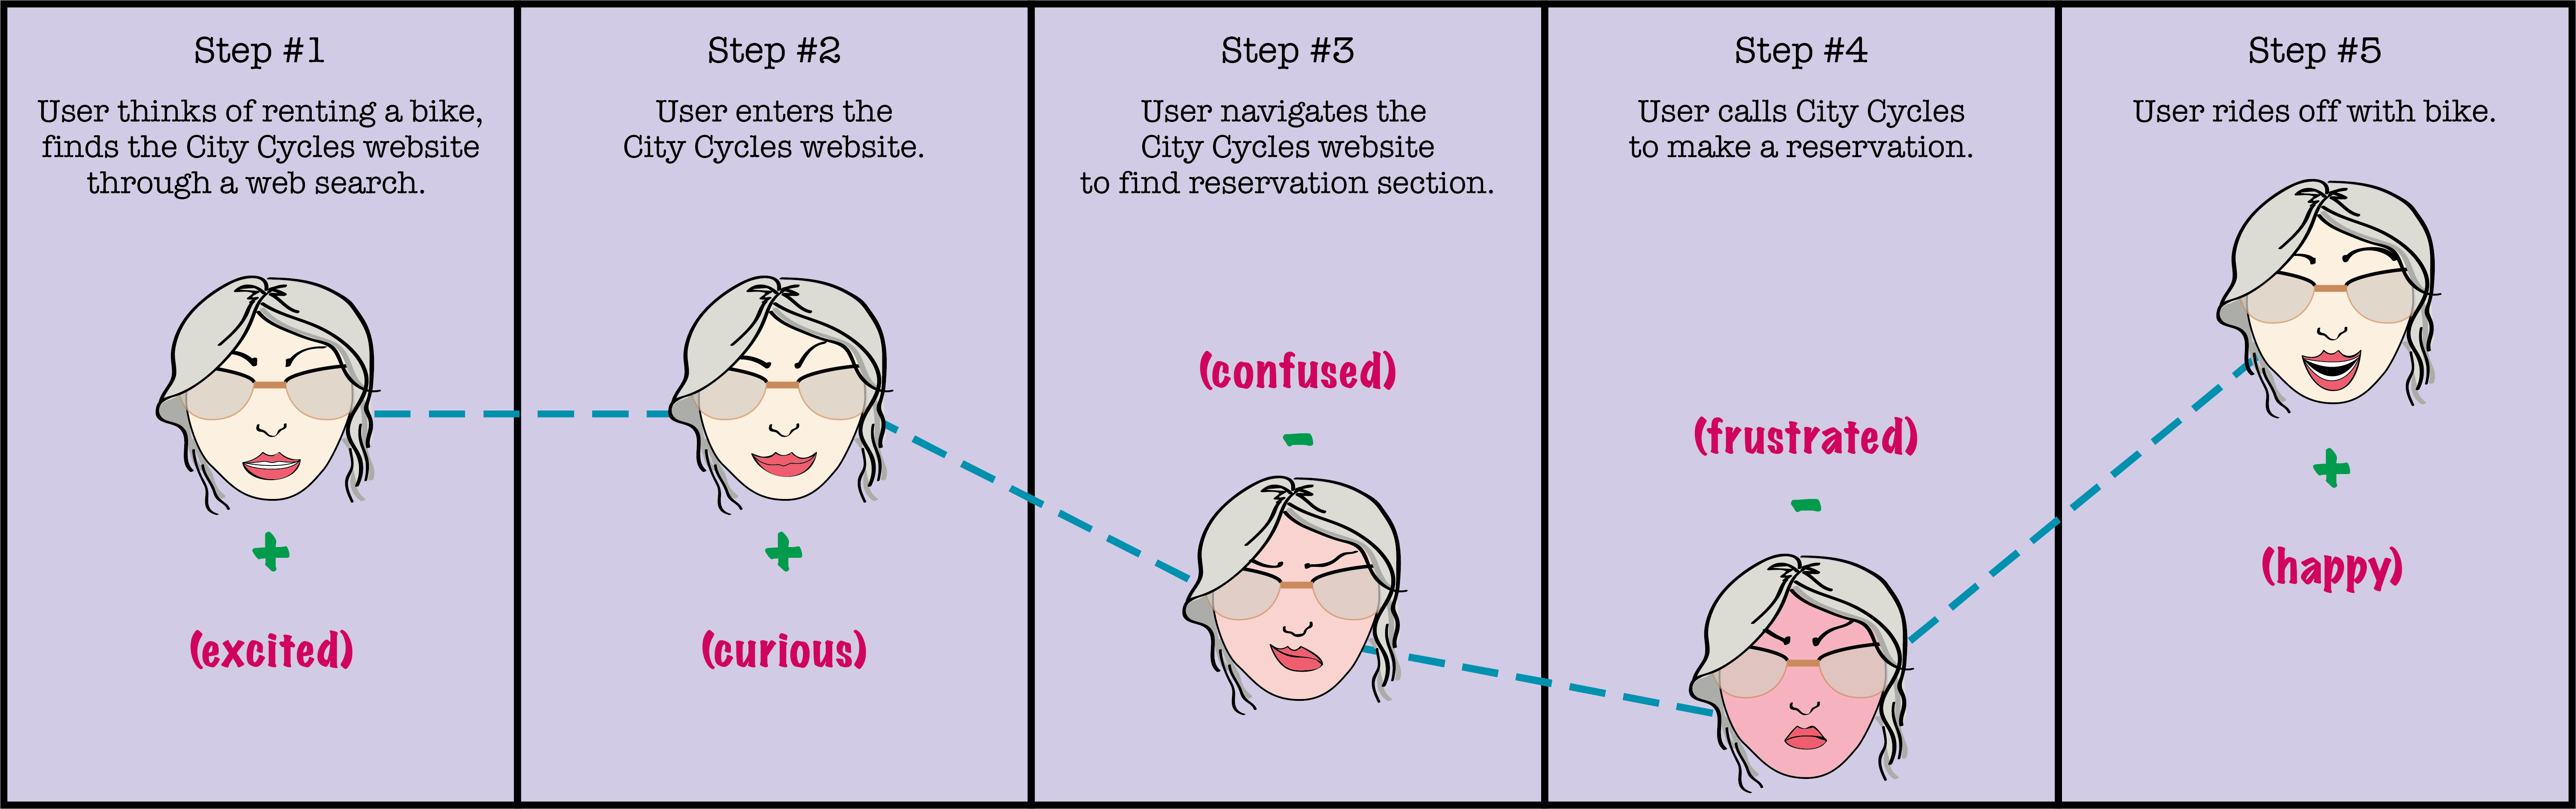 Step #1
User thinks of renting a bike,
finds the City Cycles website
through a web search.
+
(excited)
Step #2
User enters the
City Cycles website.
+
(curious)
Step #3
User navigates the
City Cycles website
to find reservation section.
(confused)
-
Step #4
User calls City Cycles
to make a reservation.
(frustrated)
-
Step #5
User rides off with bike.
+
(happy)